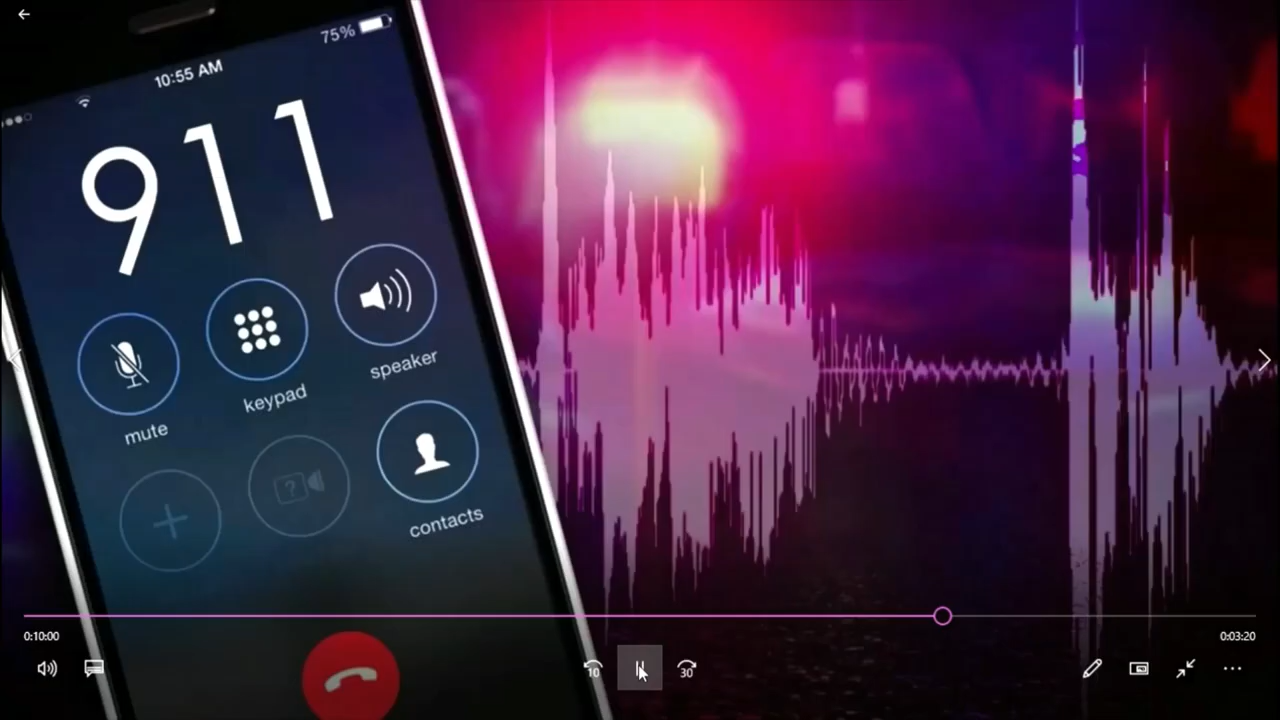 75%
10:55 AM
911
mute
keypad
speaker
?
contacts
0:10:00
0:03:20
10
30